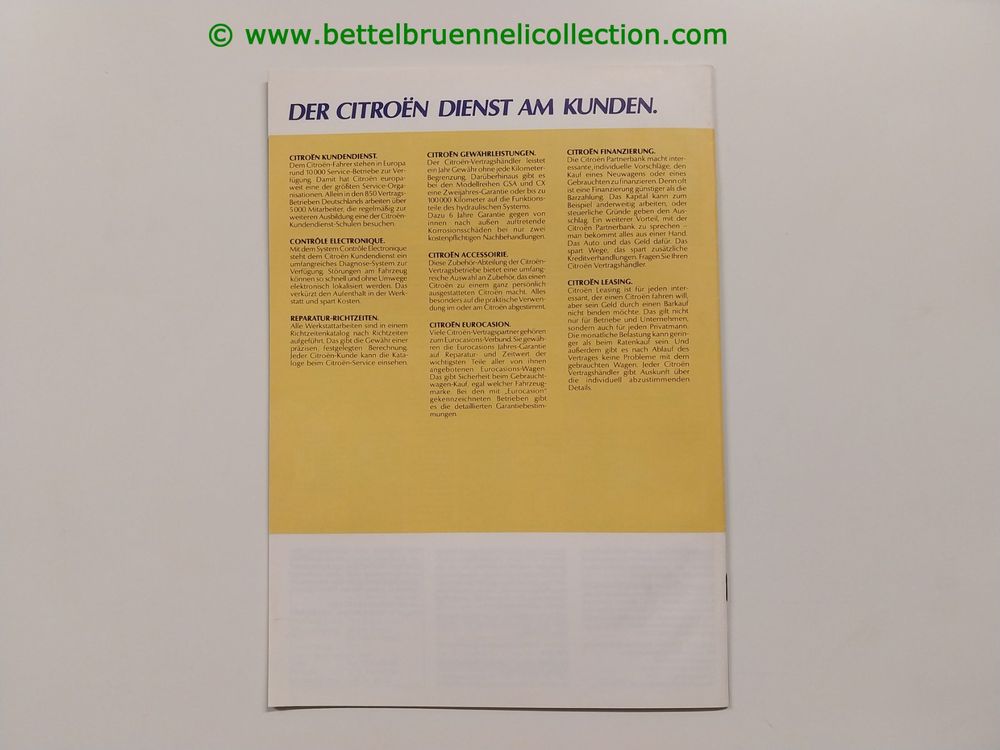 © www.bettelbruennelicollection.com
DER CITROËN DIENST AM KUNDEN.
CITROËN KUNDENDIENST.
Dem Citroën-Fahrer stehen in Europa
rund 10 000 Service-Betriebe zur Ver-
fügung. Damit hat Citroën europa-
weit eine der größten Service-Orga-
nisationen. Allein in den 850 Vertrags-
Betrieben Deutschlands arbeiten über
5 000 Mitarbeiter, die regelmäßig zur
weiteren Ausbildung eine der Citroën-
Kundendienst-Schulen besuchen.
CONTRÔLE ELECTRONIQUE.
Mit dem System Contrôle Electronique
steht dem Citroën Kundendienst ein
umfangreiches Diagnose-System zur
Verfügung. Störungen am Fahrzeug
können so schnell und ohne Umwege
elektronisch lokalisiert werden. Das
verkürzt den Aufenthalt in der Werk-
statt und spart Kosten.
REPARATUR-RICHTZEITEN.
Alle Werkstattarbeiten sind in einem
Richtzeitenkatalog nach Richtzeiten
aufgeführt. Das gibt die Gewähr einer
präzisen, festgelegten Berechnung.
Jeder Citroën-Kunde kann die Kata-
loge beim Citroën-Service einsehen.
CITROËN GEWÄHRLEISTUNGEN.
Der Citroën-Vertragshändler leistet
ein Jahr Gewähr ohne jede Kilometer-
Begrenzung. Darüberhinaus gibt es
bei den Modellreihen GSA und CX
eine Zweijahres-Garantie oder bis zu
100 000 Kilometer auf die Funktions-
teile des hydraulischen Systems.
Dazu 6 Jahre Garantie gegen von
innen nach außen auftretende
Korrosionsschäden bei nur zwei
kostenpflichtigen Nachbehandlungen.
CITROËN ACCESSOIRIE.
Diese Zubehör-Abteilung der Citroën-
Vertragsbetriebe bietet eine umfang-
reiche Auswahl an Zubehör, das einen
Citroën zu einem ganz persönlich
ausgestatteten Citroën macht. Alles
besonders auf die praktische Verwen-
dung im oder am Citroën abgestimmt.
CITROËN EUROCASION.
Viele Citroën-Vertragspartner gehören
zum Eurocasions-Verbund. Sie gewäh-
ren die Eurocasions Jahres-Garantie
auf Reparatur- und Zeitwert der
wichtigsten Teile aller von ihnen
angebotenen Eurocasions-Wagen.
Das gibt Sicherheit beim Gebraucht-
wagen-Kauf, egal welcher Fahrzeug-
marke. Bei den mit „Eurocasion"
gekennzeichneten Betrieben gibt
es die detaillierten Garantiebestim-
mungen.
CITROËN FINANZIERUNG.
Die Citroën Partnerbank macht inter-
essante, individuelle Vorschläge, den
Kauf eines Neuwagens oder eines
Gebrauchten zu finanzieren. Denn oft
ist eine Finanzierung günstiger als die
Barzahlung. Das Kapital kann zum
Beispiel anderweitig arbeiten, oder
steuerliche Gründe geben den Aus-
schlag. Ein weiterer Vorteil, mit der
Citroën Partnerbank zu sprechen –
man bekommt alles aus einer Hand.
Das Auto und das Geld dafür. Das
spart Wege, das spart zusätzliche
Kreditverhandlungen. Fragen Sie Ihren
Citroën Vertragshändler.
CITROËN LEASING.
Citroën Leasing ist für jeden inter-
essant, der einen Citroën fahren will,
aber sein Geld durch einen Barkauf
nicht binden möchte. Das gilt nicht
nur für Betriebe und Unternehmen,
sondern auch für jeden Privatmann.
Die monatliche Belastung kann gerin-
ger als beim Ratenkauf sein. Und
außerdem gibt es nach Ablauf des
Vertrages keine Probleme mit dem
gebrauchten Wagen. Jeder Citroën
Vertragshändler gibt Auskunft über
die individuell abzustimmenden
Details.